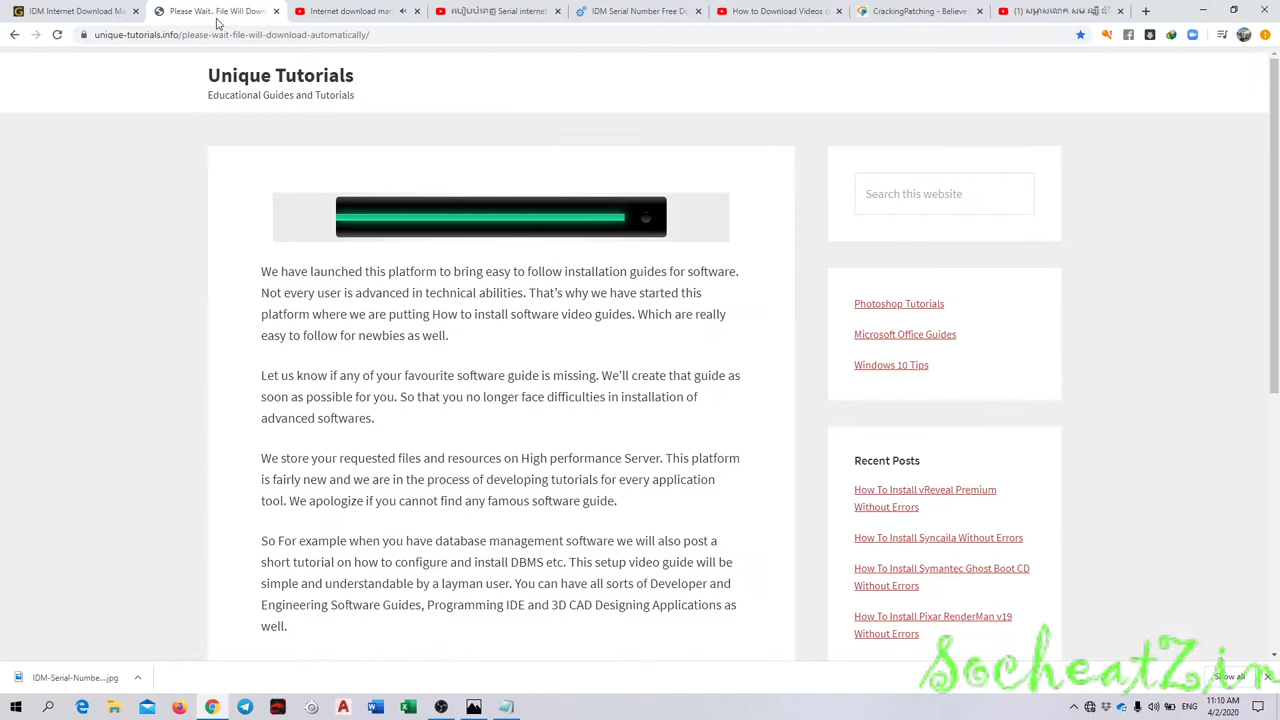 IDM Internet Download Ma
Please Wait.. File Will Down
Internet download man
Serial internet
IDM Serial Number Free Da
How to Download Videos o
CrackingPatching - Believe
unique-tutorials.info/please-wait-file-will-download-automatically/
Unique Tutorials
Educational Guides and Tutorials
Search this website
We have launched this platform to bring easy to follow installation guides for software.
Not every user is advanced in technical abilities. That's why we have started this
platform where we are putting How to install software video guides. Which are really
easy to follow for newbies as well.
Let us know if any of your favourite software guide is missing. We'll create that guide as
soon as possible for you. So that you no longer face difficulties in installation of
advanced softwares.
We store your requested files and resources on High performance Server. This platform
is fairly new and we are in the process of developing tutorials for every application
tool. We apologize if you cannot find any famous software guide.
So For example when you have database management software we will also post a
short tutorial on how to configure and install DBMS etc. This setup video guide will be
simple and understandable by a layman user. You can have all sorts of Developer and
Engineering Software Guides, Programming IDE and 3D CAD Designing Applications as
well.
Photoshop Tutorials
Microsoft Office Guides
Windows 10 Tips
Recent Posts
How To Install vReveal Premium
Without Errors
How To Install Syncaila Without Errors
How To Install Symantec Ghost Boot CD
Without Errors
How To Install Pixar RenderMan v19
Without Errors
SocheatZin
IDM-Serial-Numbe....jpg
Show all
ENG
11:10 AM
4/2/2020